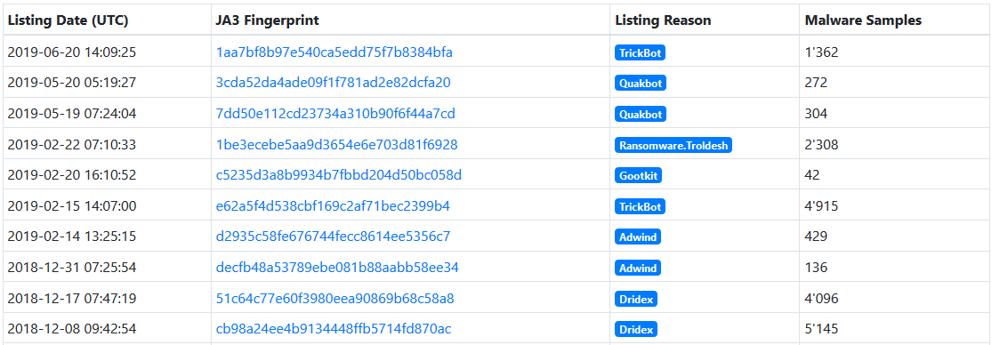 Listing Date (UTC) JA3 Fingerprint Listing Reason Malware Samples
2019-06-20 14:09:25 1aa7bf8b97e540ca5edd75f7b8384bfa TrickBot 1'362
2019-05-20 05:19:27 3cda52da4ade09f1f781ad2e82dcfa20 Quakbot 272
2019-05-19 07:24:04 7dd50e112cd23734a310b90f6f44a7cd Quakbot 304
2019-02-22 07:10:33 1be3ecebe5aa9d3654e6e703d81f6928 Ransomware.Troldesh 2'308
2019-02-20 16:10:52 c5235d3a8b9934b7fbbd204d50bc058d Gootkit 42
2019-02-15 14:07:00 e62a5f4d538cbf169c2af71bec2399b4 TrickBot 4'915
2019-02-14 13:25:15 d2935c58fe676744fecc8614ee5356c7 Adwind 429
2018-12-31 07:25:54 decfb48a53789ebe081b88aabb58ee34 Adwind 136
2018-12-17 07:47:19 51c64c77e60f3980eea90869b68c58a8 Dridex 4'096
2018-12-08 09:42:54 cb98a24ee4b9134448ffb5714fd870ac Dridex 5'145